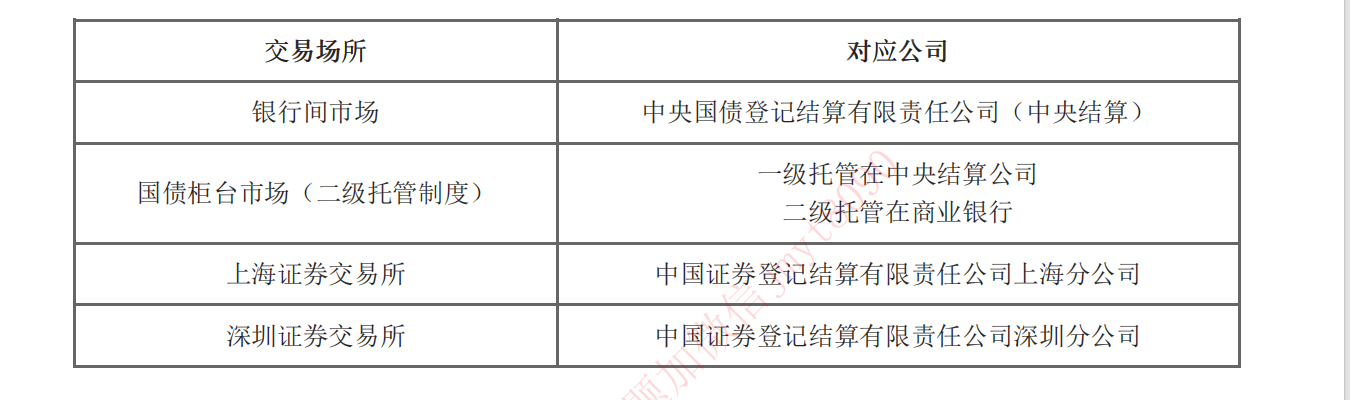 交易场所
对应公司
银行间市场
中央国债登记结算有限责任公司（中央结算）
国债柜台市场（二级托管制度）
一级托管在中央结算公司
二级托管在商业银行
上海证券交易所
中国证券登记结算有限责任公司上海分公司
深圳证券交易所
中国证券登记结算有限责任公司深圳分公司
题加微信